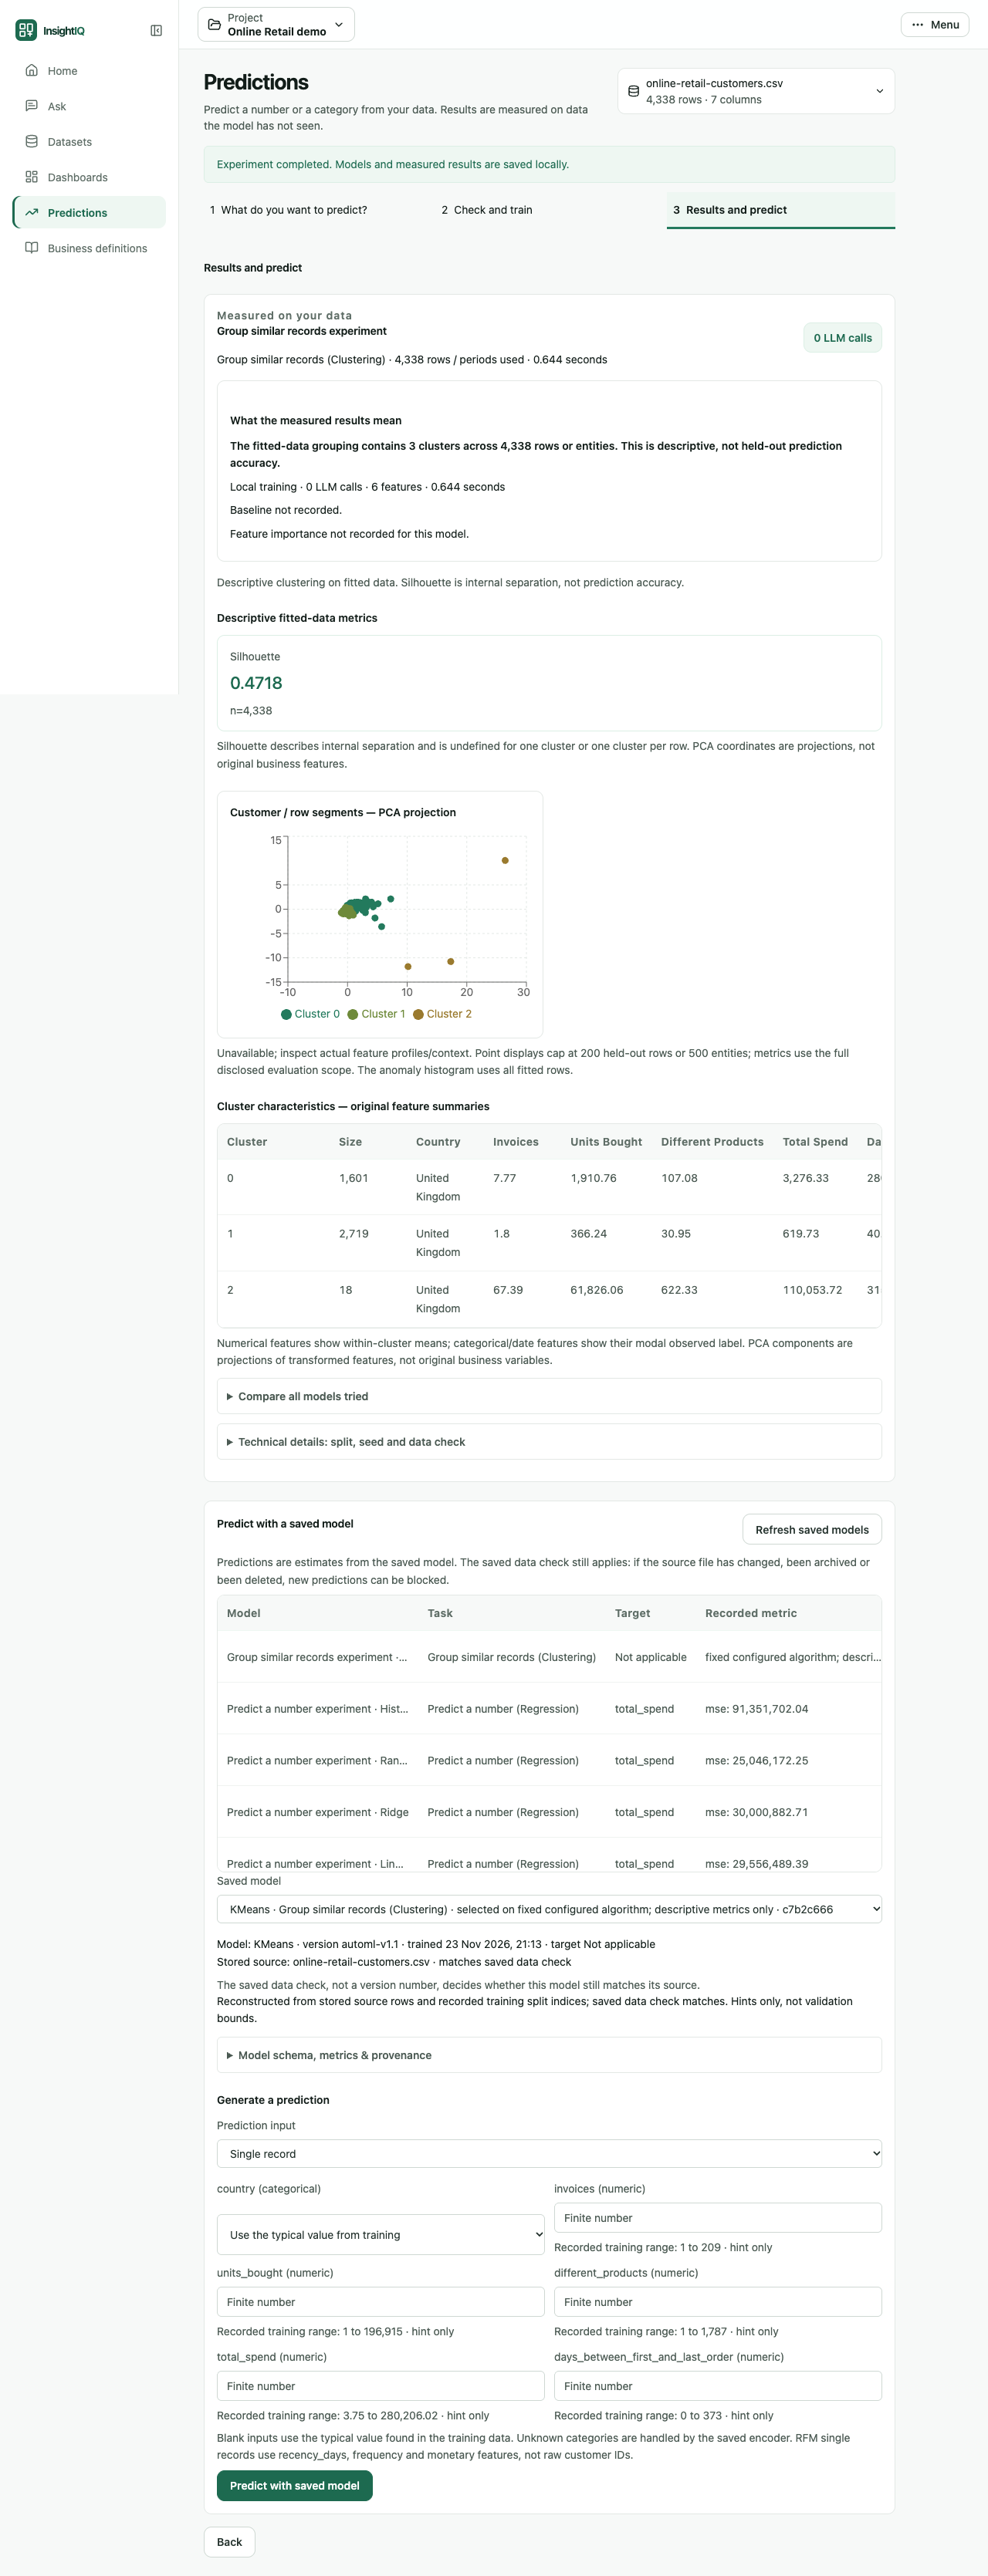 InsightIQ
Home
Ask
Datasets
Dashboards
Predictions
Business definitions
Project
Online Retail demo
Menu
Predictions
Predict a number or a category from your data. Results are measured on data
the model has not seen.
online-retail-customers.csv
4,338 rows · 7 columns
Experiment completed. Models and measured results are saved locally.
1 What do you want to predict?
2 Check and train
3 Results and predict
Results and predict
Measured on your data
Group similar records experiment
0 LLM calls
Group similar records (Clustering) · 4,338 rows / periods used · 0.644 seconds
What the measured results mean
The fitted-data grouping contains 3 clusters across 4,338 rows or entities. This is descriptive, not held-out prediction
accuracy.
Local training · 0 LLM calls · 6 features · 0.644 seconds
Baseline not recorded.
Feature importance not recorded for this model.
Descriptive clustering on fitted data. Silhouette is internal separation, not prediction accuracy.
Descriptive fitted-data metrics
Silhouette
0.4718
n=4,338
Silhouette describes internal separation and is undefined for one cluster or one cluster per row. PCA coordinates are projections, not
original business features.
Customer / row segments — PCA projection
15
5
0
-5
-10
-15
-10 0 10 20 30
Cluster 0 Cluster 1 Cluster 2
Unavailable; inspect actual feature profiles/context. Point displays cap at 200 held-out rows or 500 entities; metrics use the full
disclosed evaluation scope. The anomaly histogram uses all fitted rows.
Cluster characteristics — original feature summaries
Cluster Size Country Invoices Units Bought Different Products Total Spend Da
0 1,601 United Kingdom 7.77 1,910.76 107.08 3,276.33 28
1 2,719 United Kingdom 1.8 366.24 30.95 619.73 40
2 18 United Kingdom 67.39 61,826.06 622.33 110,053.72 31
Numerical features show within-cluster means; categorical/date features show their modal observed label. PCA components are
projections of transformed features, not original business variables.
Compare all models tried
Technical details: split, seed and data check
Predict with a saved model
Refresh saved models
Predictions are estimates from the saved model. The saved data check still applies: if the source file has changed, been archived or
been deleted, new predictions can be blocked.
Model Task Target Recorded metric
Group similar records experiment ·... Group similar records (Clustering) Not applicable fixed configured algorithm; descri...
Predict a number experiment · Hist... Predict a number (Regression) total_spend mse: 91,351,702.04
Predict a number experiment · Ran... Predict a number (Regression) total_spend mse: 25,046,172.25
Predict a number experiment · Ridge Predict a number (Regression) total_spend mse: 30,000,882.71
Predict a number experiment · Lin... Predict a number (Regression) total_spend mse: 29,556,489.39
Saved model
KMeans · Group similar records (Clustering) · selected on fixed configured algorithm; descriptive metrics only · c7b2c666
Model: KMeans · version automl-v1.1 · trained 23 Nov 2026, 21:13 · target Not applicable
Stored source: online-retail-customers.csv · matches saved data check
The saved data check, not a version number, decides whether this model still matches its source.
Reconstructed from stored source rows and recorded training split indices; saved data check matches. Hints only, not validation
bounds.
Model schema, metrics & provenance
Generate a prediction
Prediction input
Single record
country (categorical)
Use the typical value from training
invoices (numeric)
Finite number
Recorded training range: 1 to 209 · hint only
units_bought (numeric)
Finite number
Recorded training range: 1 to 196,915 · hint only
different_products (numeric)
Finite number
Recorded training range: 1 to 1,787 · hint only
total_spend (numeric)
Finite number
Recorded training range: 3.75 to 280,206.02 · hint only
days_between_first_and_last_order (numeric)
Finite number
Recorded training range: 0 to 373 · hint only
Blank inputs use the typical value found in the training data. Unknown categories are handled by the saved encoder. RFM single
records use recency_days, frequency and monetary features, not raw customer IDs.
Predict with saved model
Back